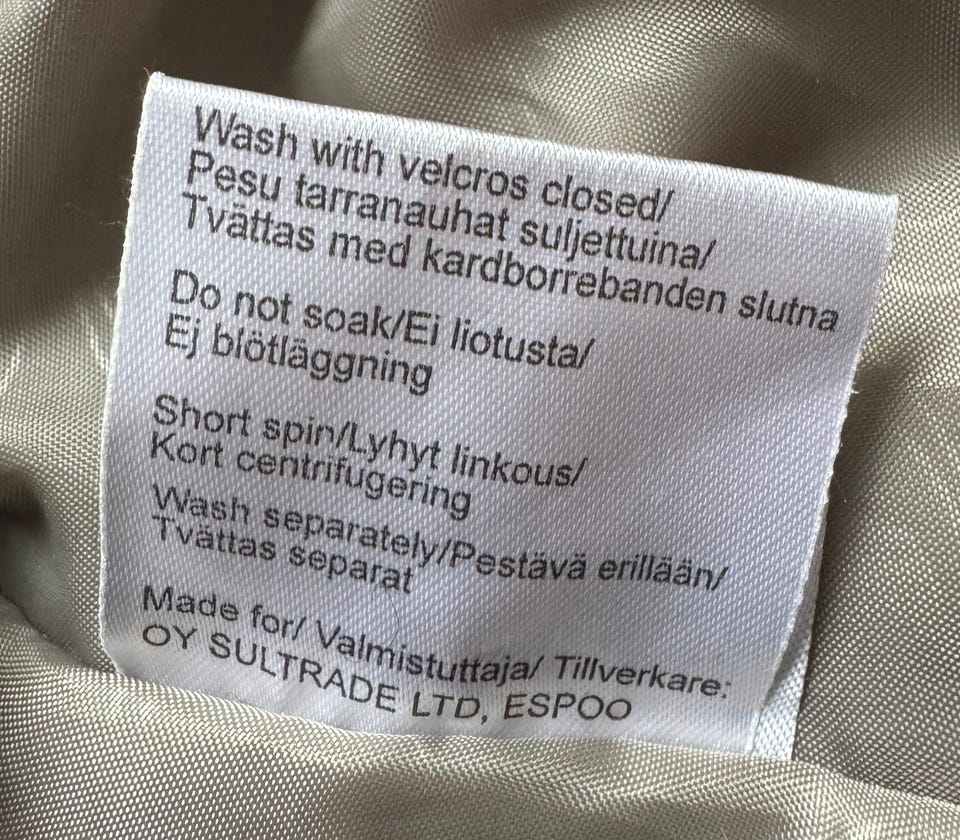 Wash with velcros closed/
Pesu tarranauhat suljettuina/
Tvättas med kardborrebanden slutna
Do not soak/Ei liotusta/
Ej blötläggning
Short spin/Lyhyt linkous/
Kort centrifugering
Wash separately/Pestävä erillään/
Tvättas separat
Made for/ Valmistuttaja/ Tillverkare:
OY SULTRADE LTD, ESPOO